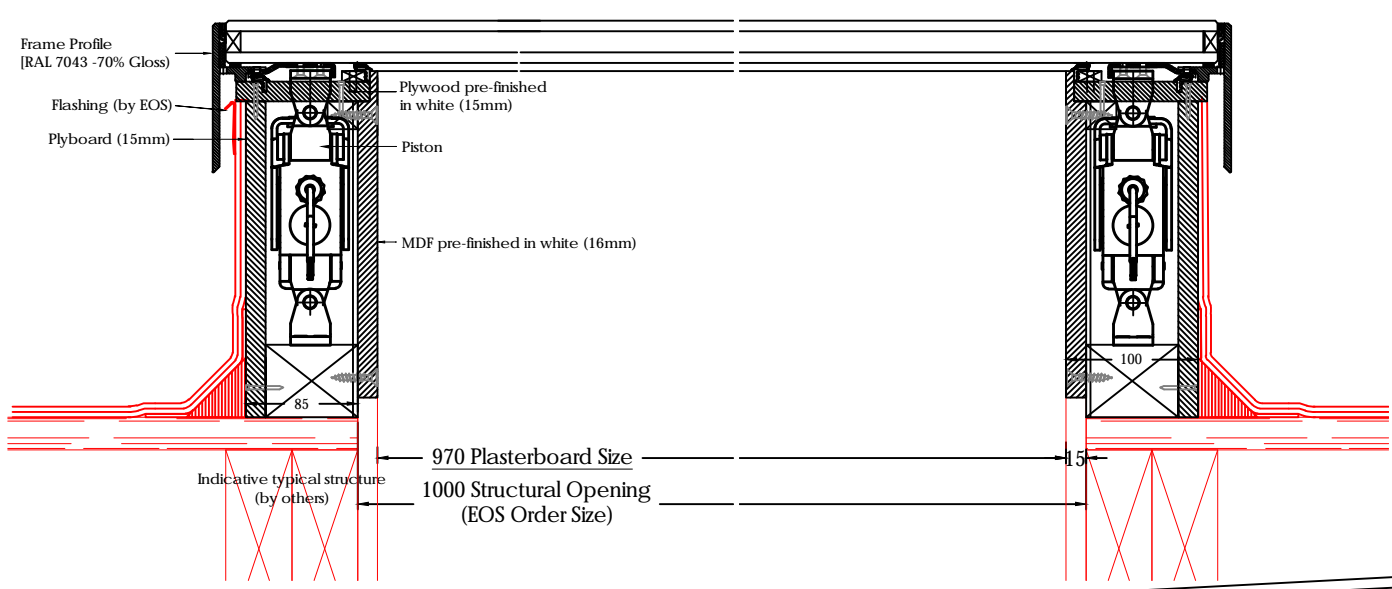 Frame Profile
[RAL 7043 -70% Gloss)
Flashing (by EOS)
Plyboard (15mm)
Plywood pre-finished
in white (15mm)
Piston
MDF pre-finished in white (16mm)
100
85
970 Plasterboard Size
15
Indicative typical structure
(by others)
1000 Structural Opening
(EOS Order Size)